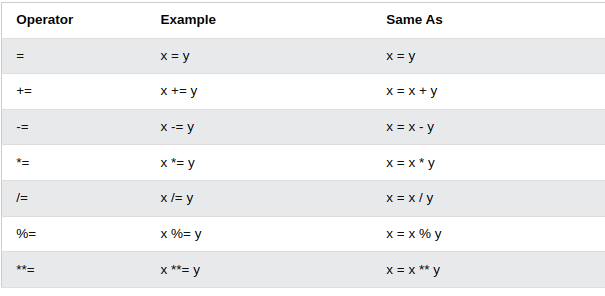 Operator Example Same As
= x = y x = y
+= x += y x = x + y
-= x -= y x = x - y
*= x *= y x = x * y
/= x /= y x = x / y
%= x %= y x = x % y
**= x **= y x = x ** y